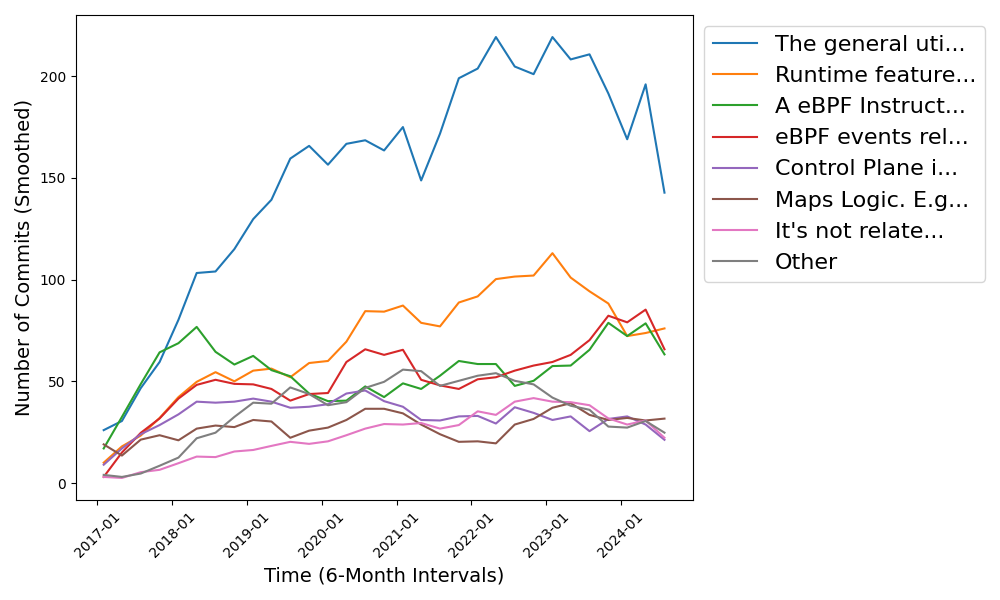 The general uti...
Runtime feature...
A eBPF Instruct...
eBPF events rel...
Control Plane i...
Maps Logic. E.g...
It's not relate...
Other
Number of Commits (Smoothed)
200
150
100
50
0
2017-01
2018-01
2019-01
2020-01
2021-01
2022-01
2023-01
2024-01
Time (6-Month Intervals)